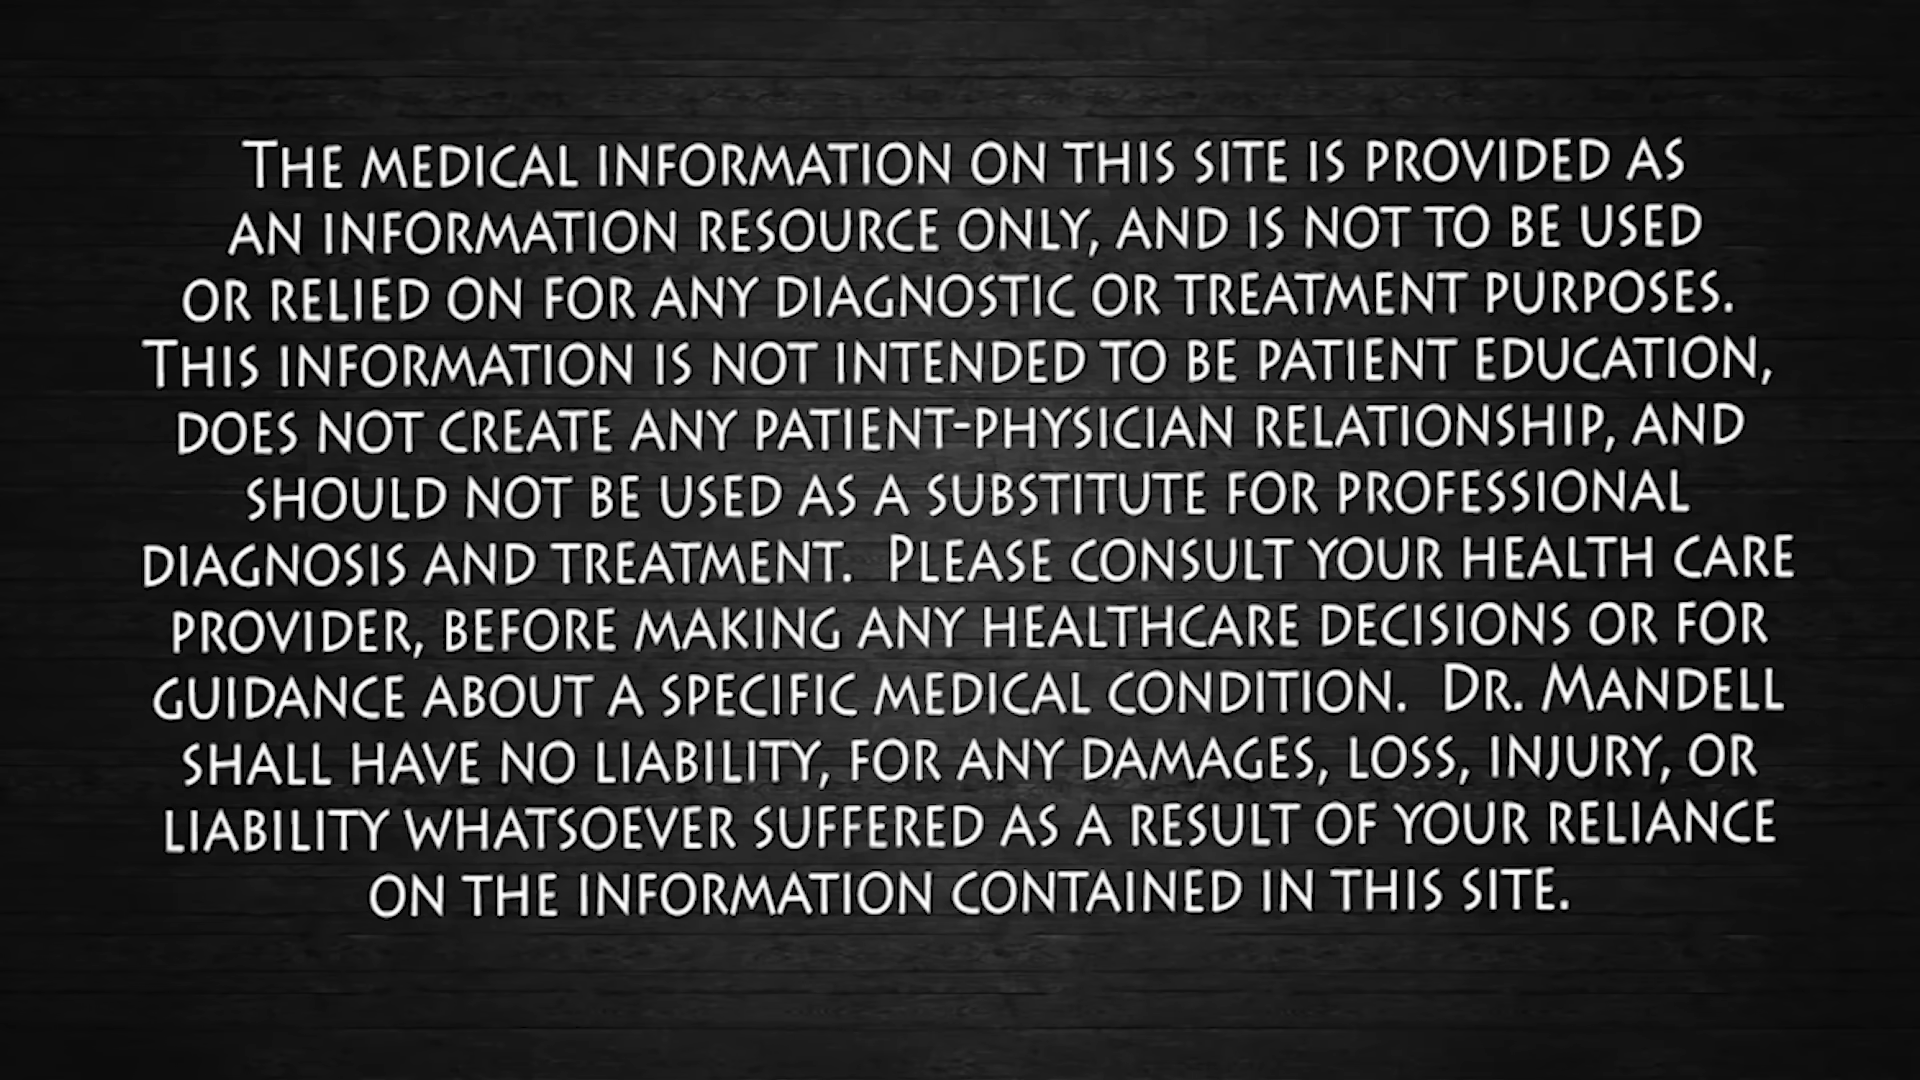 The medical information on this site is provided as
an information resource only, and is not to be used
or relied on for any diagnostic or treatment purposes.
This information is not intended to be patient education,
does not create any patient-physician relationship, and
should not be used as a substitute for professional
diagnosis and treatment.  Please consult your health care
provider, before making any healthcare decisions or for
guidance about a specific medical condition.  Dr. Mandell
shall have no liability, for any damages, loss, injury, or
liability whatsoever suffered as a result of your reliance
on the information contained in this site.